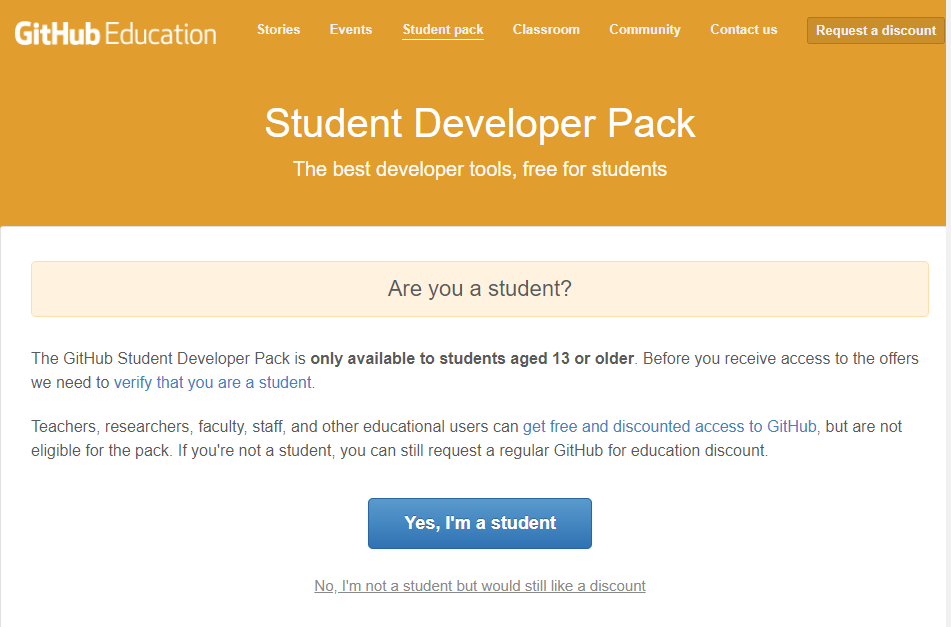 GitHub Education Stories Events Student pack Classroom Community Contact us Request a discount
Student Developer Pack
The best developer tools, free for students
Are you a student?
The GitHub Student Developer Pack is only available to students aged 13 or older. Before you receive access to the offers
we need to verify that you are a student.
Teachers, researchers, faculty, staff, and other educational users can get free and discounted access to GitHub, but are not
eligible for the pack. If you're not a student, you can still request a regular GitHub for education discount.
Yes, I'm a student
No, I'm not a student but would still like a discount